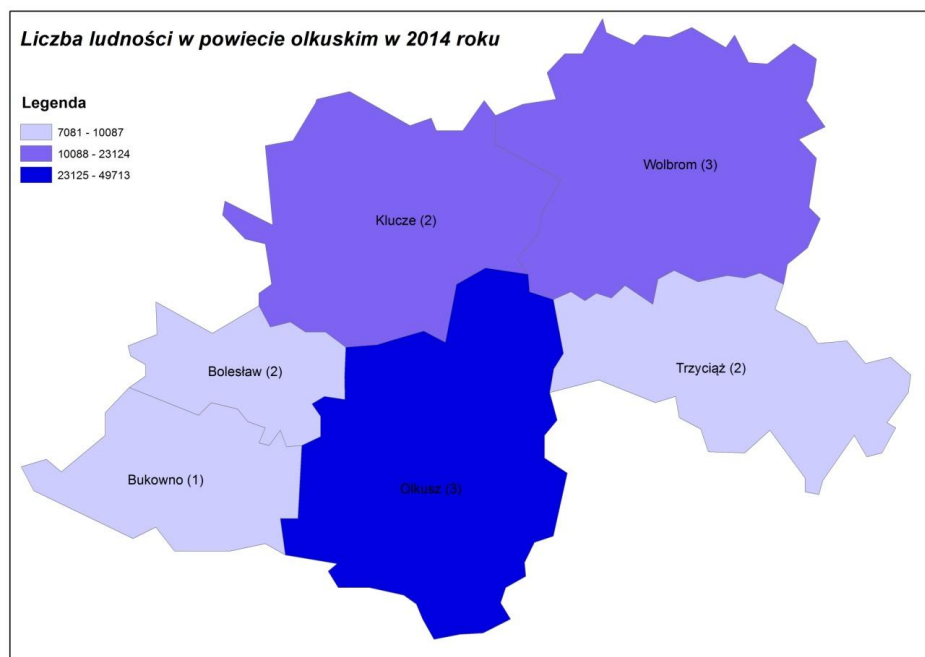 Liczba ludności w powiecie olkuskim w 2014 roku
Legenda
7081 - 10087
10088 - 23124
23125 - 49713
Wolbrom (3)
Klucze (2)
Trzyciąż (2)
Bolesław (2)
Bukowno (1)
Olkusz (3)